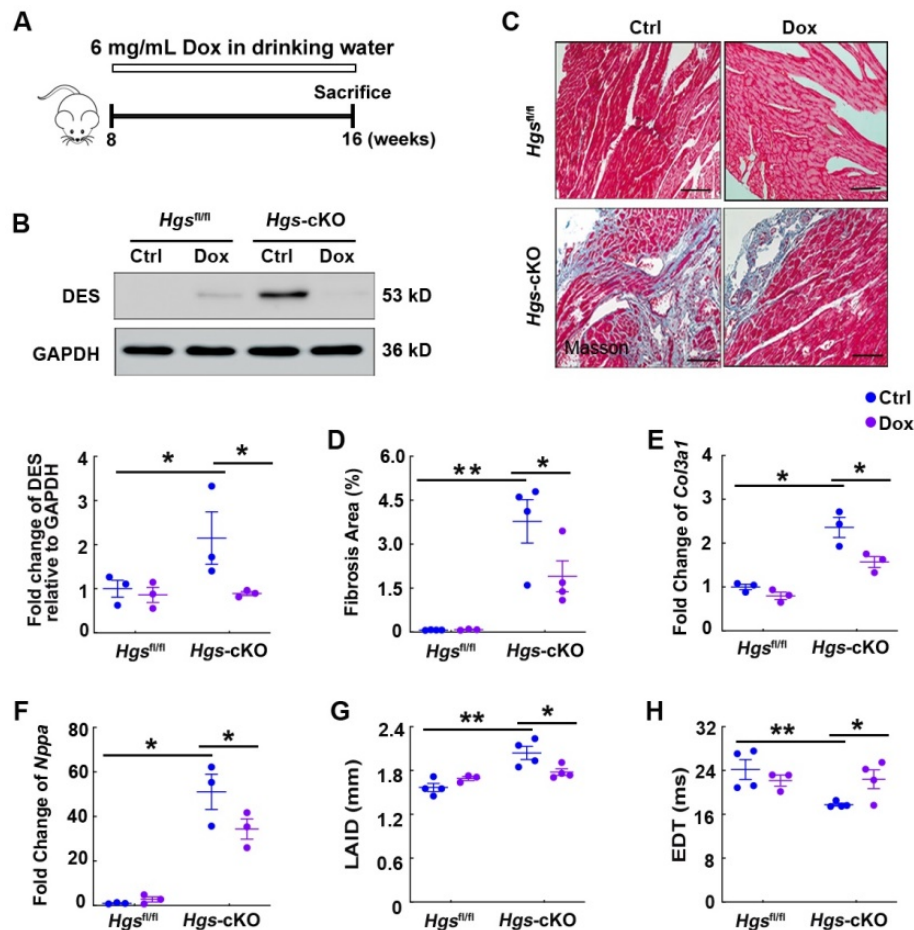 A
6 mg/mL Dox in drinking water
Sacrifice
8
16 (weeks)
B
Hgsfl/fl
Hgs-cKO
Ctrl
Dox
Ctrl
Dox
DES
53 kD
GAPDH
36 kD
C
Ctrl
Dox
Hgsfl/fl
Hgs-cKO
Masson
Ctrl
Dox
Fold change of DES
relative to GAPDH
4
3
2
1
0
*
*
Hgsfl/fl
Hgs-cKO
D
Fibrosis Area (%)
6.0
4.5
3.0
1.5
0
**
*
Hgsfl/fl
Hgs-cKO
E
Fold Change of Col3a1
4
3
2
1
0
*
*
Hgsfl/fl
Hgs-cKO
F
Fold Change of Nppa
80
60
40
20
0
*
*
Hgsfl/fl
Hgs-cKO
G
LAID (mm)
2.4
1.8
1.2
0.6
0
**
*
Hgsfl/fl
Hgs-cKO
H
EDT (ms)
32
24
16
8
0
**
*
Hgsfl/fl
Hgs-cKO